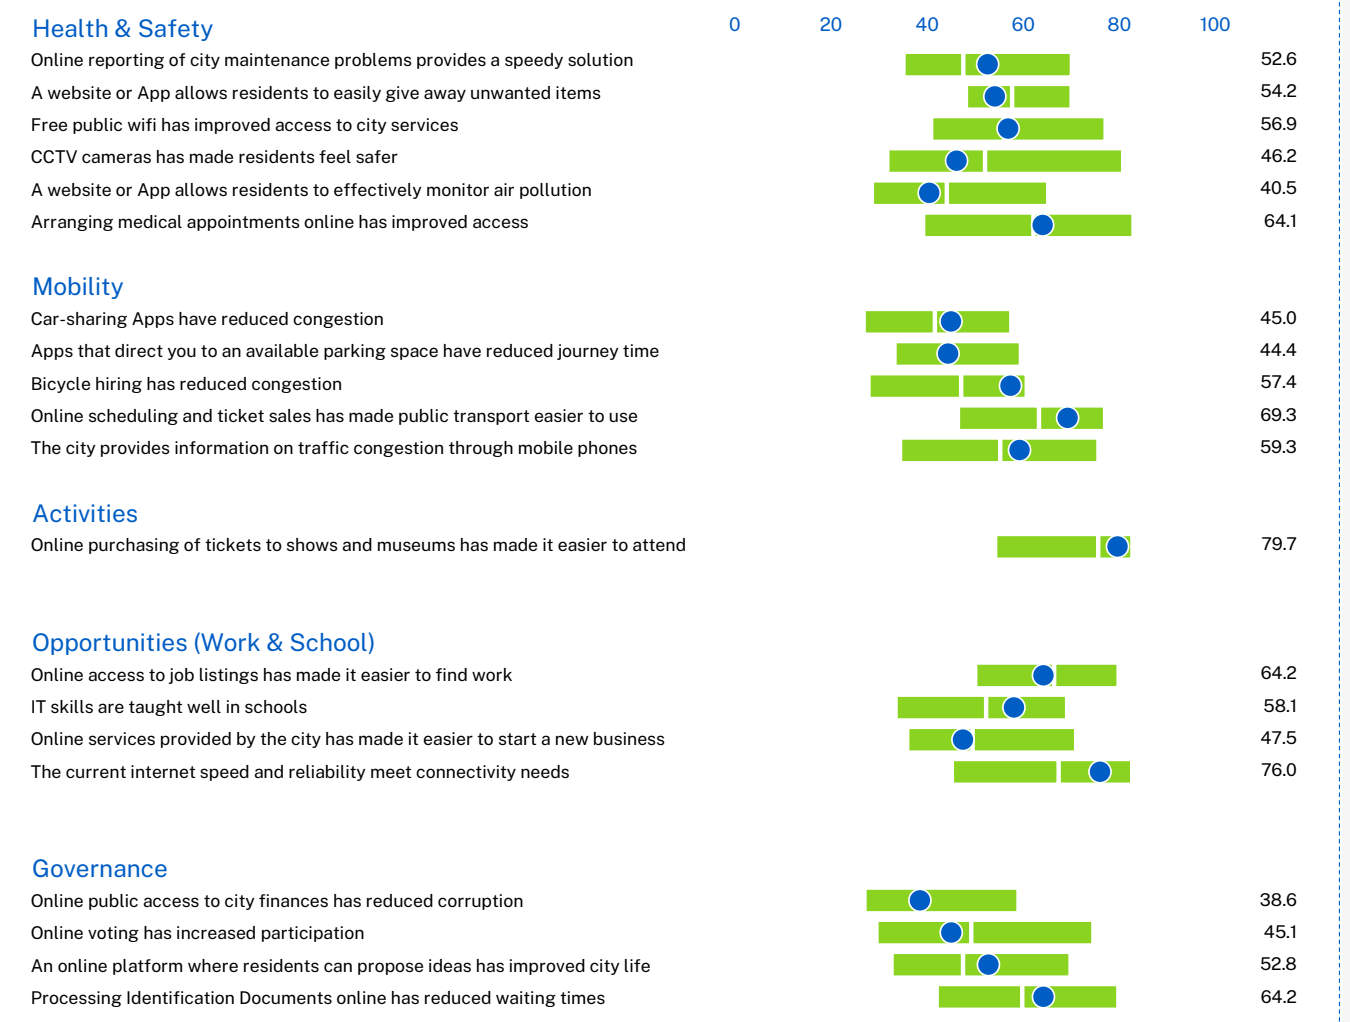 Health & Safety 0 20 40 60 80 100
Online reporting of city maintenance problems provides a speedy solution 52.6
A website or App allows residents to easily give away unwanted items 54.2
Free public wifi has improved access to city services 56.9
CCTV cameras has made residents feel safer 46.2
A website or App allows residents to effectively monitor air pollution 40.5
Arranging medical appointments online has improved access 64.1
Mobility
Car-sharing Apps have reduced congestion 45.0
Apps that direct you to an available parking space have reduced journey time 44.4
Bicycle hiring has reduced congestion 57.4
Online scheduling and ticket sales has made public transport easier to use 69.3
The city provides information on traffic congestion through mobile phones 59.3
Activities
Online purchasing of tickets to shows and museums has made it easier to attend 79.7
Opportunities (Work & School)
Online access to job listings has made it easier to find work 64.2
IT skills are taught well in schools 58.1
Online services provided by the city has made it easier to start a new business 47.5
The current internet speed and reliability meet connectivity needs 76.0
Governance
Online public access to city finances has reduced corruption 38.6
Online voting has increased participation 45.1
An online platform where residents can propose ideas has improved city life 52.8
Processing Identification Documents online has reduced waiting times 64.2